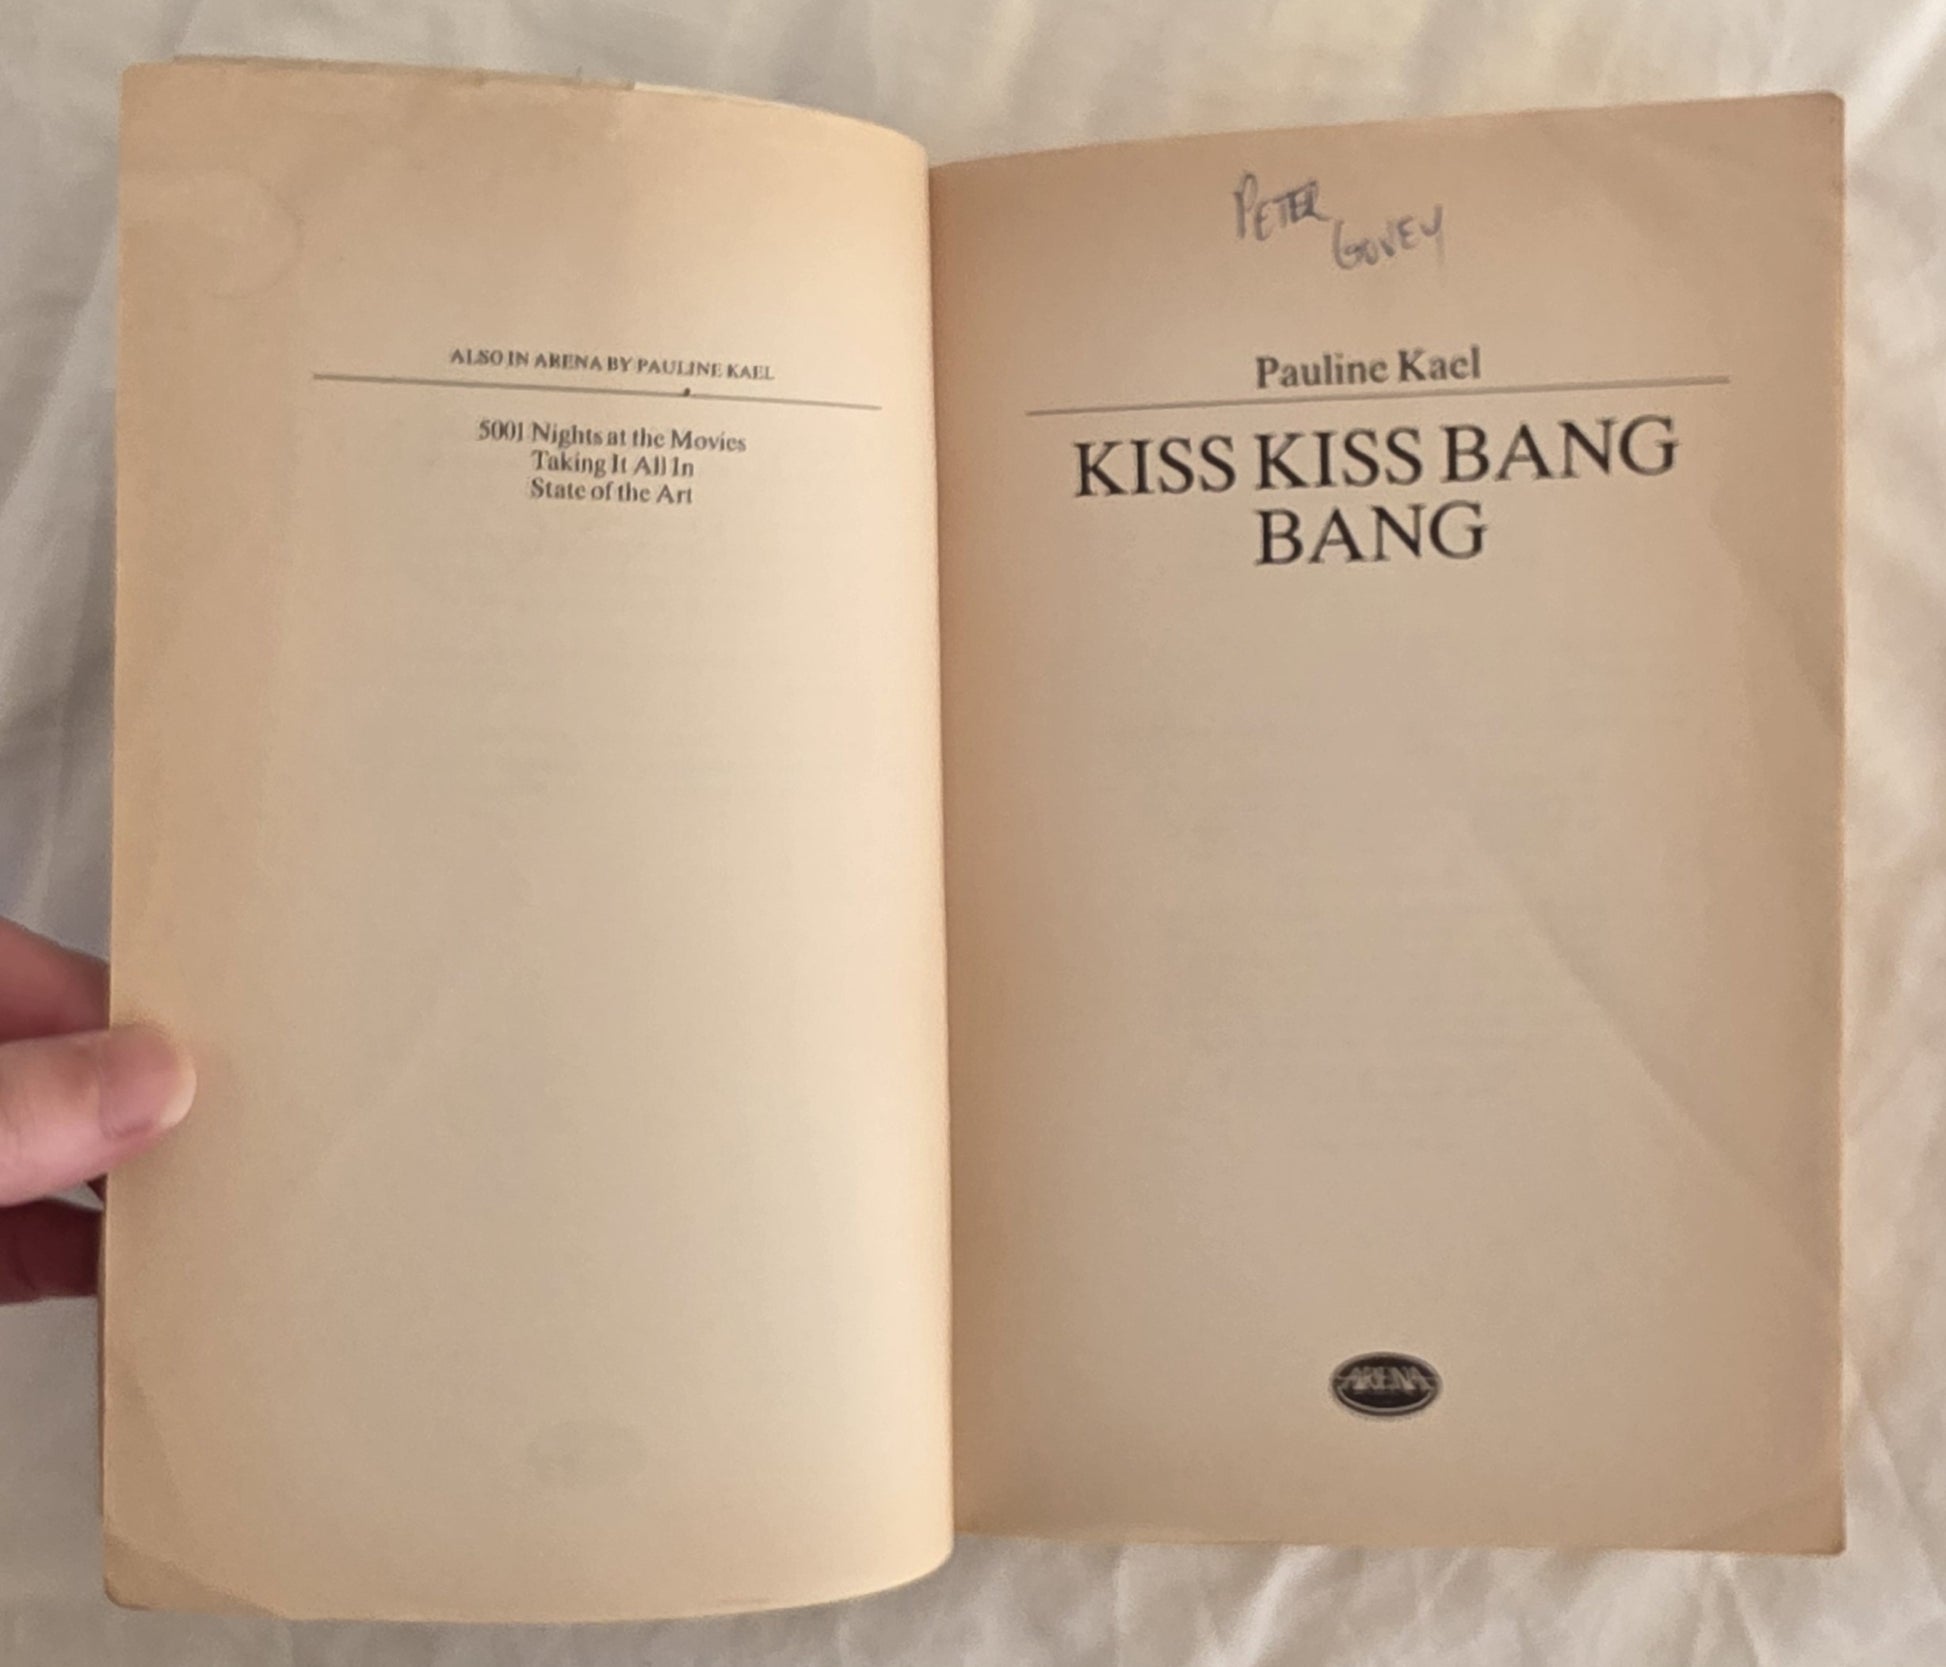 ALSO IN ARENA BY PAULINE KAEL
5001 Nights at the Movies
Taking It All In
State of the Art
PETER
GOVEY
Pauline Kael
KISS KISS BANG
BANG
ARENA